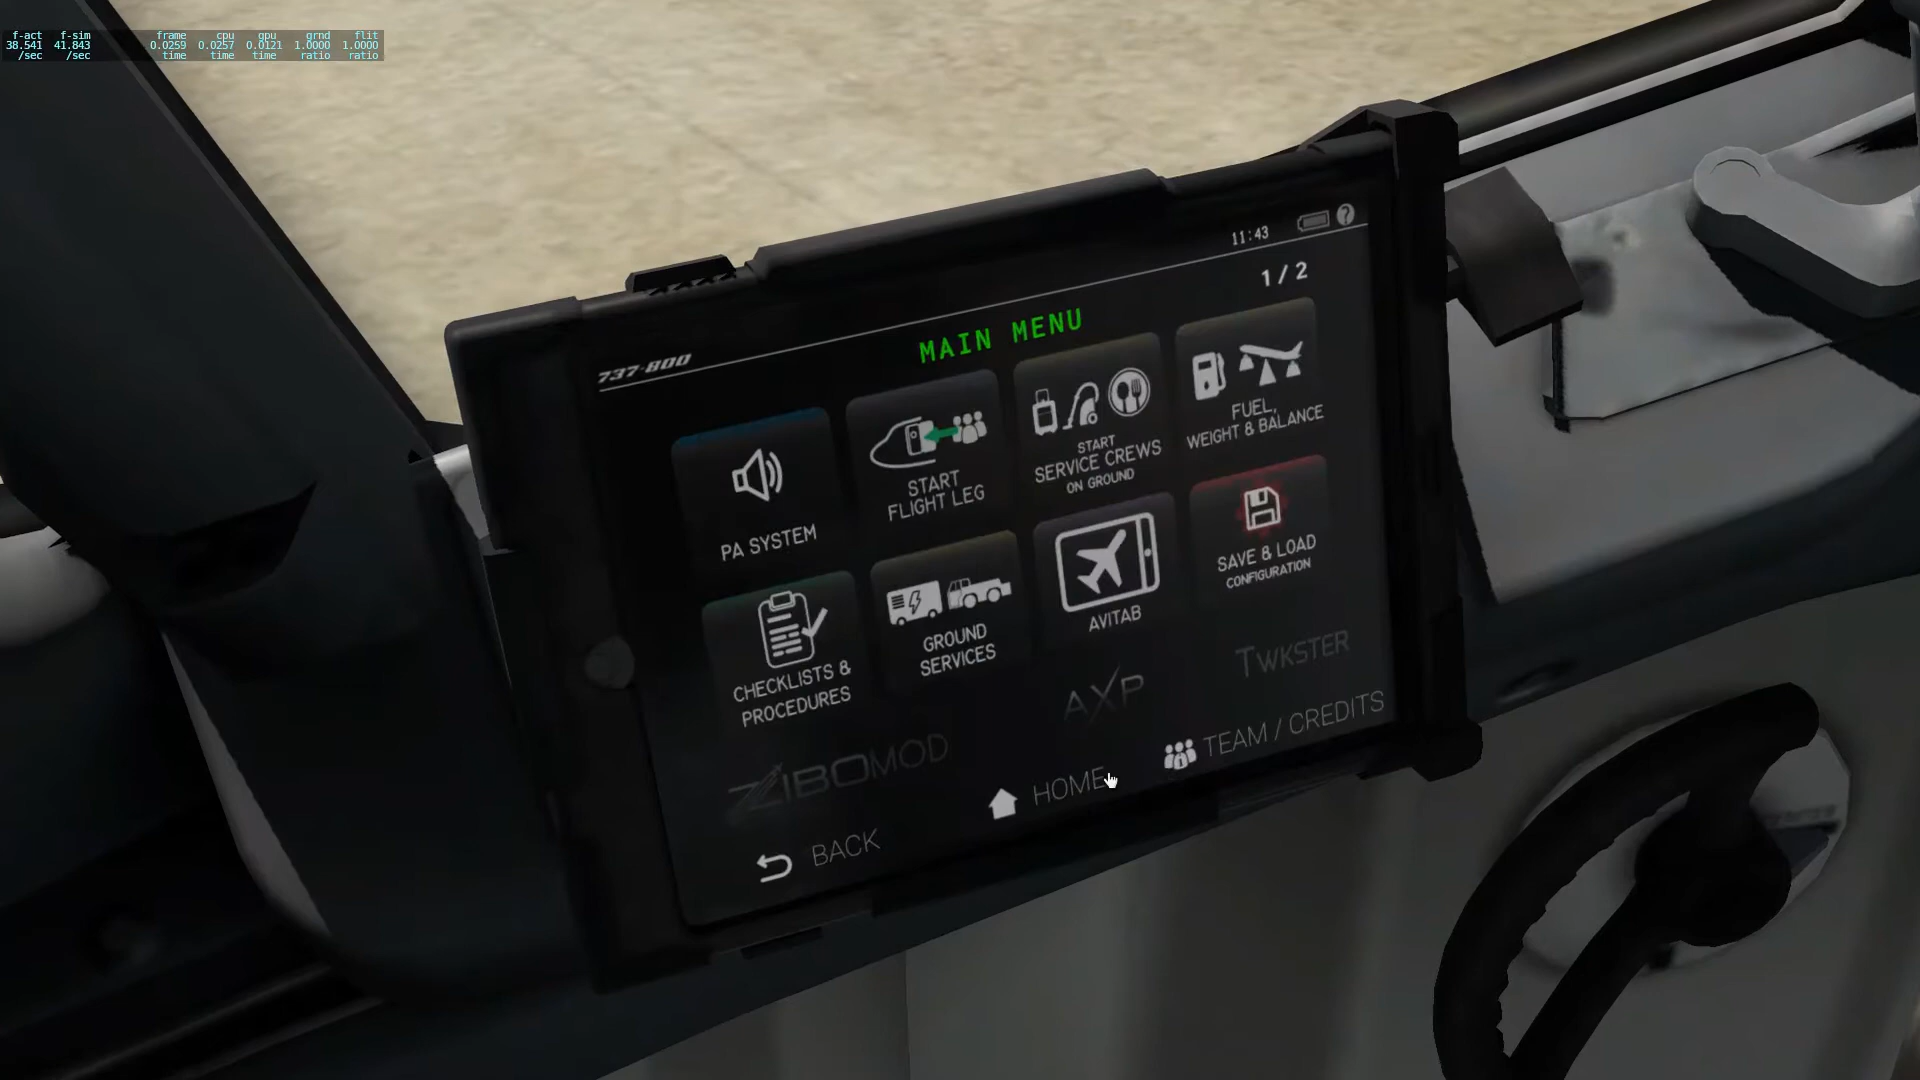 f-act f-sim frame cpu gpu grnd flit
38.541 41.843 0.0259 0.0257 0.0121 1.0000 1.0000
/sec /sec time time time ratio ratio
11:43 ?
1 / 2
737-800
MAIN MENU
PA SYSTEM
START
FLIGHT LEG
START
SERVICE CREWS
ON GROUND
FUEL,
WEIGHT & BALANCE
CHECKLISTS &
PROCEDURES
GROUND
SERVICES
AVITAB
SAVE & LOAD
CONFIGURATION
ZIBOMOD
AXP
TWKSTER
BACK
HOME
TEAM / CREDITS